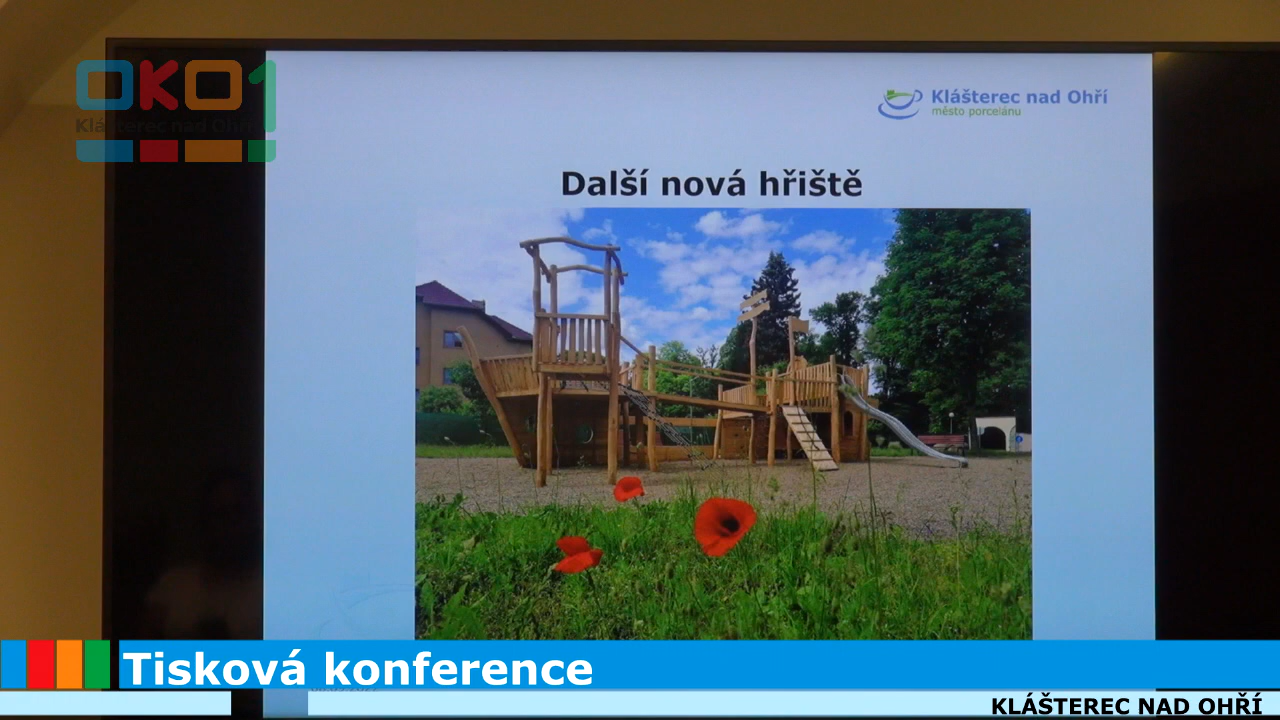 OKO1
Klášterec nad Ohří
Klášterec nad Ohří
město porcelánu
Další nová hřiště
Tisková konference
KLÁŠTEREC NAD OHŘÍ